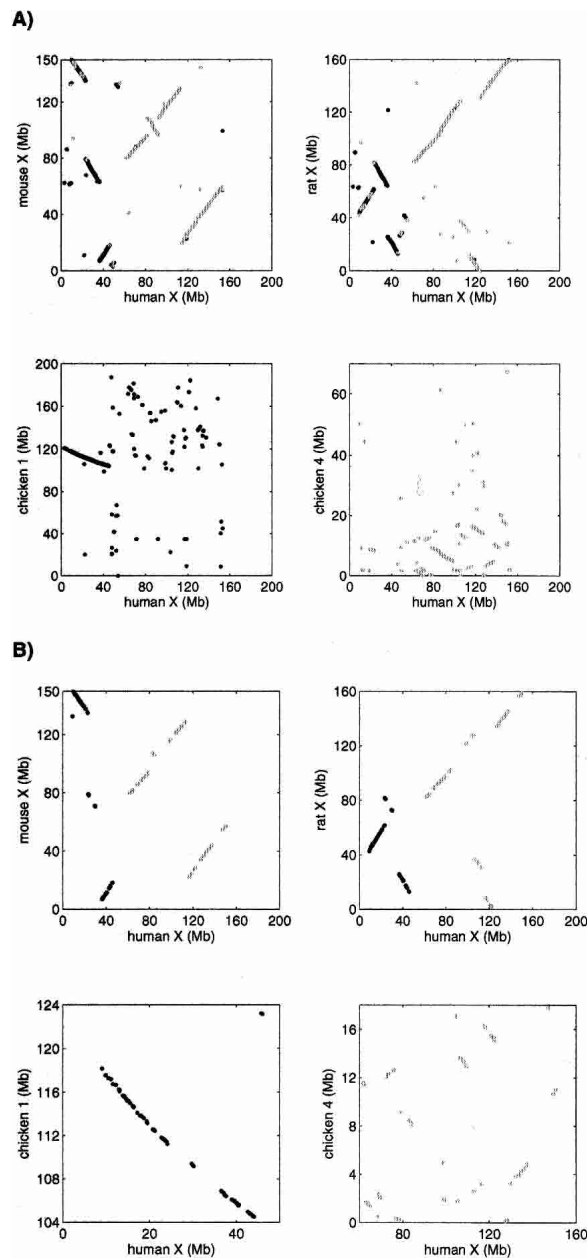 A)
150
120
80
40
0
mouse X (Mb)
0 40 80 120 160 200
human X (Mb)
160
120
80
40
0
rat X (Mb)
0 40 80 120 160 200
human X (Mb)
200
160
120
80
40
0
chicken 1 (Mb)
0 40 80 120 160 200
human X (Mb)
60
40
20
0
chicken 4 (Mb)
0 40 80 120 160 200
human X (Mb)
B)
150
120
80
40
0
mouse X (Mb)
0 40 80 120 160 200
human X (Mb)
160
120
80
40
0
rat X (Mb)
0 40 80 120 160 200
human X (Mb)
124
120
116
112
108
104
chicken 1 (Mb)
0 20 40
human X (Mb)
16
12
8
4
0
chicken 4 (Mb)
80 120 160
human X (Mb)